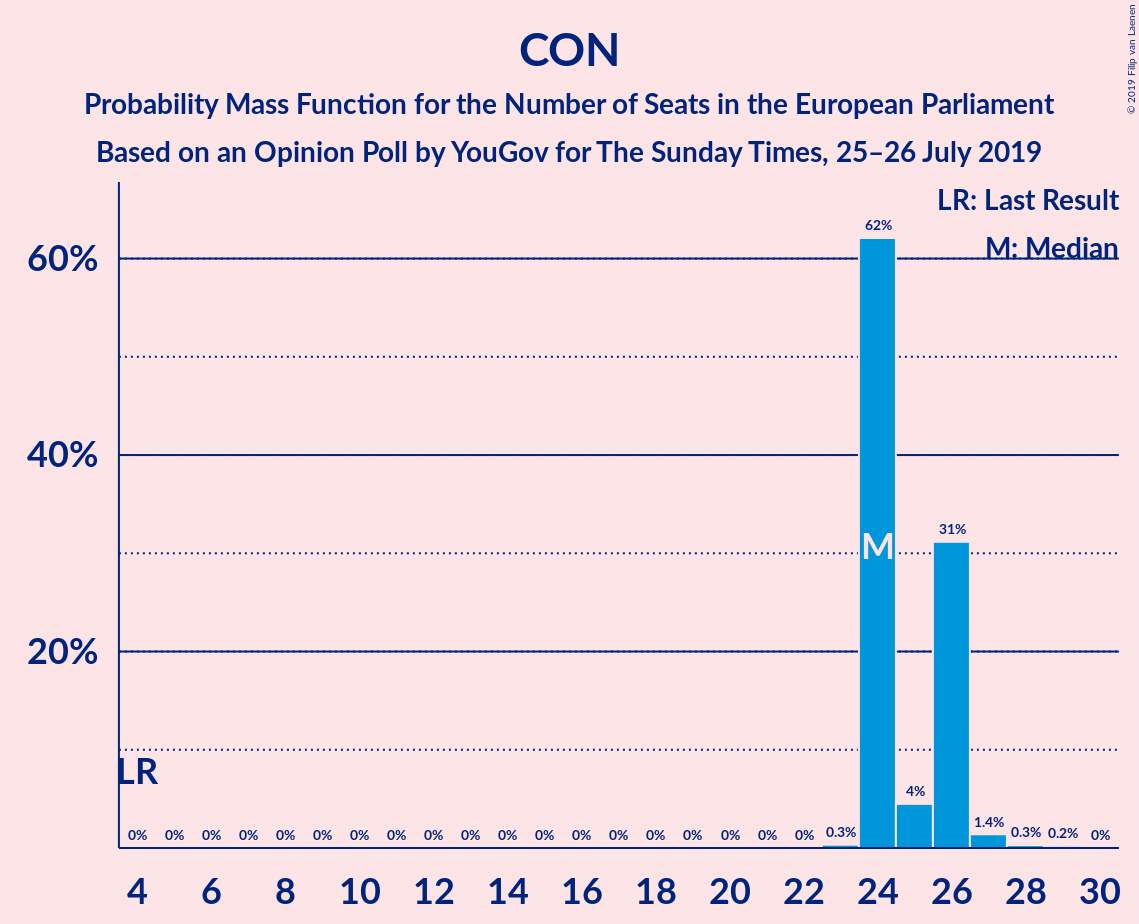 CON
Probability Mass Function for the Number of Seats in the European Parliament
Based on an Opinion Poll by YouGov for The Sunday Times, 25–26 July 2019
© 2019 Filip van Laenen
LR: Last Result
M: Median
60%
40%
20%
62%
31%
M
LR
4%
1.4%
0% 0% 0% 0% 0% 0% 0% 0% 0% 0% 0% 0% 0% 0% 0% 0% 0% 0% 0% 0.3% 0.3% 0.2% 0%
4 6 8 10 12 14 16 18 20 22 24 26 28 30